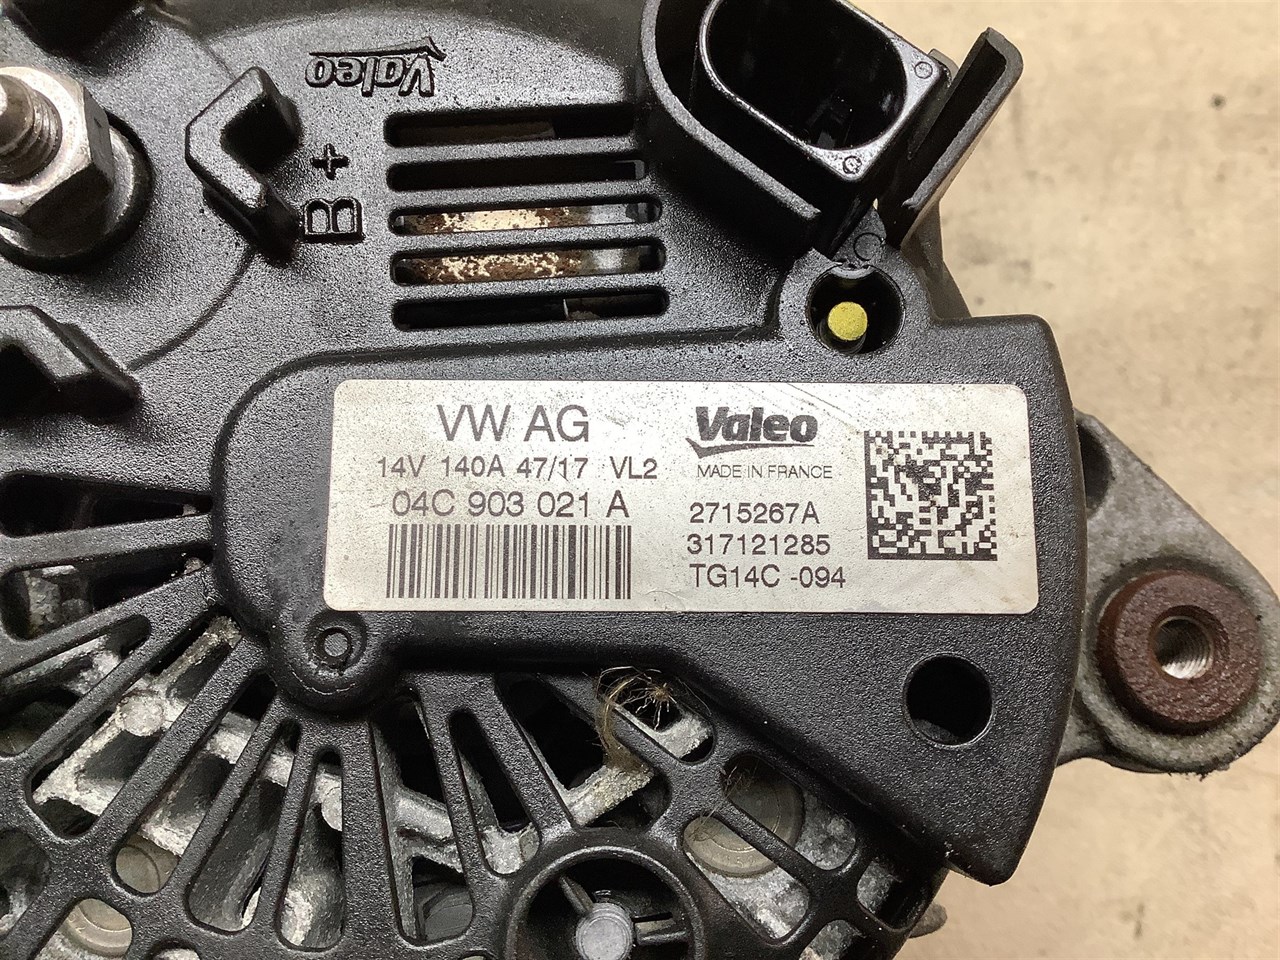 Valeo
B+
VW AG
14V 140A 47/17 VL2
04C 903 021 A
Valeo
MADE IN FRANCE
2715267A
317121285
TG14C -094